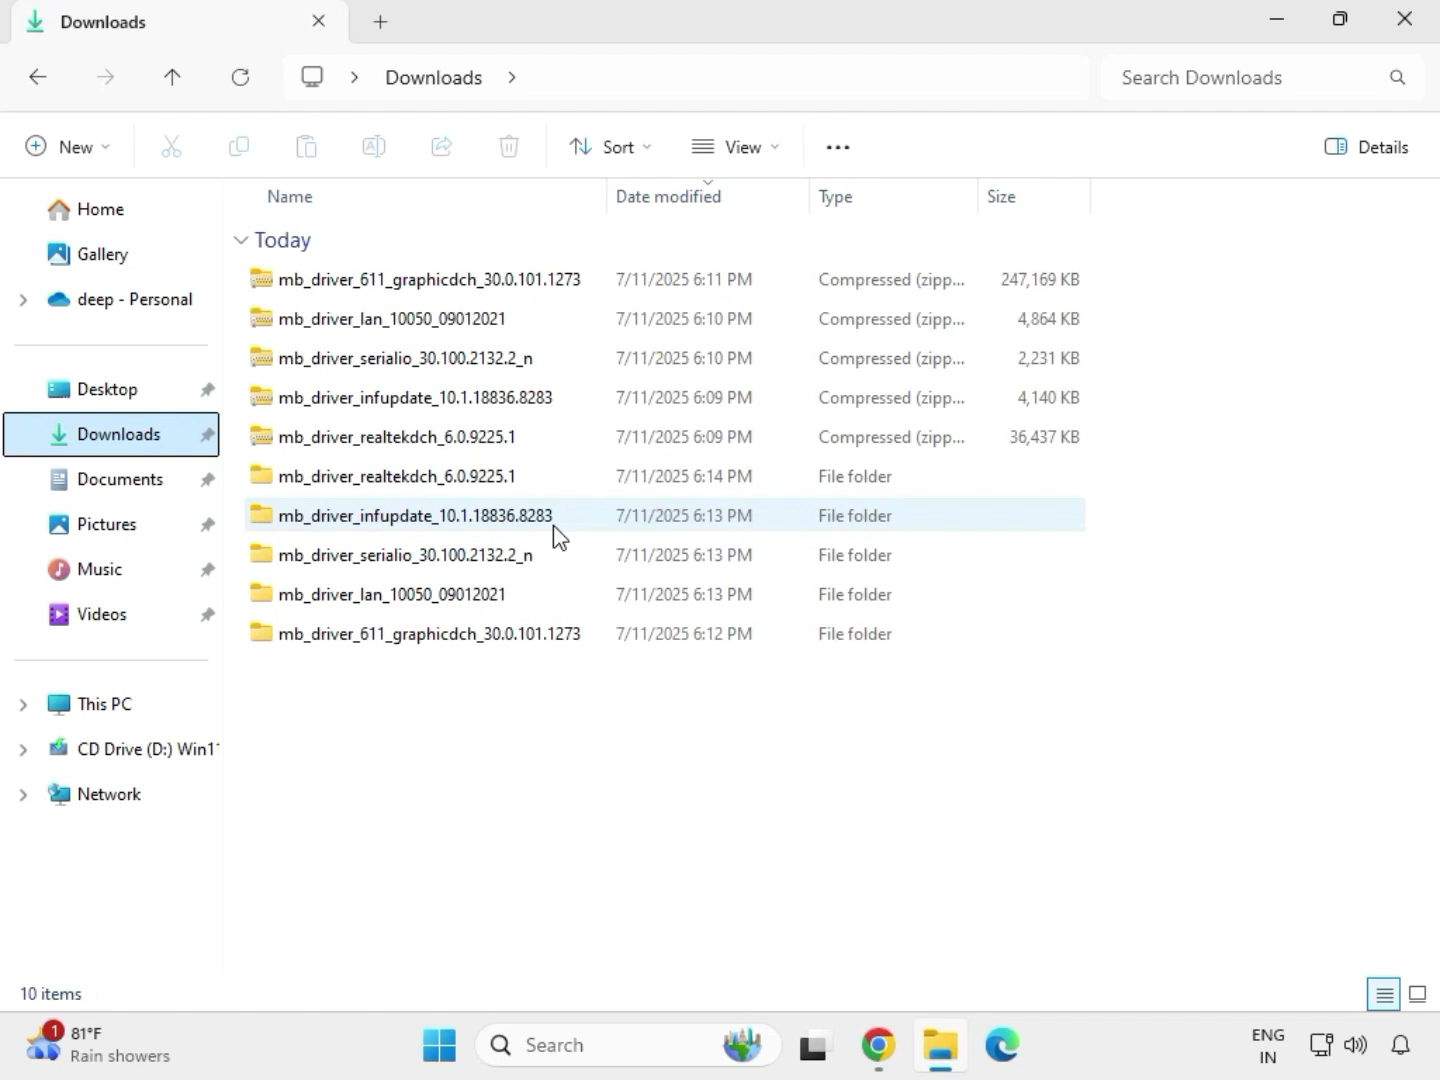 Downloads
Downloads
Search Downloads
New
Sort
View
Details
Name Date modified Type Size
Home
Gallery
deep - Personal
Desktop
Downloads
Documents
Pictures
Music
Videos
This PC
CD Drive (D:) Win11
Network
Today
mb_driver_611_graphicdch_30.0.101.1273 7/11/2025 6:11 PM Compressed (zipp... 247,169 KB
mb_driver_lan_10050_09012021 7/11/2025 6:10 PM Compressed (zipp... 4,864 KB
mb_driver_serialio_30.100.2132.2_n 7/11/2025 6:10 PM Compressed (zipp... 2,231 KB
mb_driver_infupdate_10.1.18836.8283 7/11/2025 6:09 PM Compressed (zipp... 4,140 KB
mb_driver_realtekdch_6.0.9225.1 7/11/2025 6:09 PM Compressed (zipp... 36,437 KB
mb_driver_realtekdch_6.0.9225.1 7/11/2025 6:14 PM File folder
mb_driver_infupdate_10.1.18836.8283 7/11/2025 6:13 PM File folder
mb_driver_serialio_30.100.2132.2_n 7/11/2025 6:13 PM File folder
mb_driver_lan_10050_09012021 7/11/2025 6:13 PM File folder
mb_driver_611_graphicdch_30.0.101.1273 7/11/2025 6:12 PM File folder
10 items
1 81°F
Rain showers
Search
ENG
IN